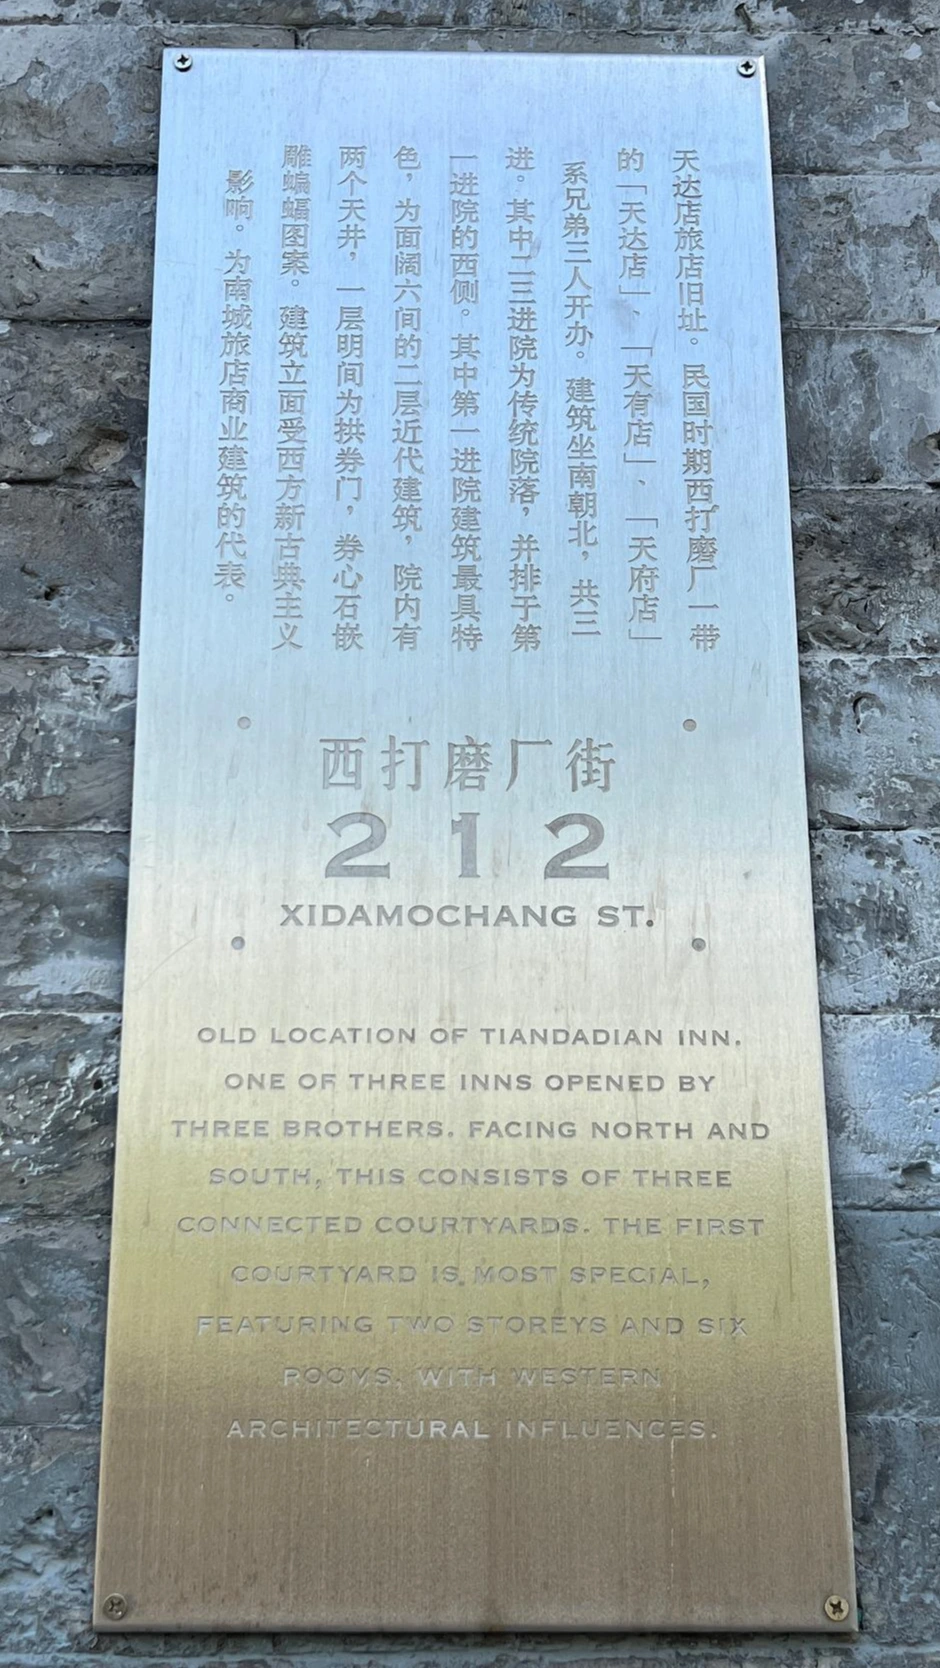 天达店旅店旧址。民国时期西打磨厂一带
的「天达店」、「天有店」、「天府店」
系兄弟三人开办。建筑坐南朝北，共三
进。其中二三进院为传统院落，并排于第
一进院的西侧。其中第一进院建筑最具特
色，为面阔六间的二层近代建筑，院内有
两个天井，一层明间为拱券门，券心石嵌
雕蝙蝠图案。建筑立面受西方新古典主义
影响。为南城旅店商业建筑的代表。
西打磨厂街
212
XIDAMOCHANG ST.
OLD LOCATION OF TIANDADIAN INN.
ONE OF THREE INNS OPENED BY
THREE BROTHERS. FACING NORTH AND
SOUTH, THIS CONSISTS OF THREE
CONNECTED COURTYARDS. THE FIRST
COURTYARD IS MOST SPECIAL,
FEATURING TWO STOREYS AND SIX
ROOMS, WITH WESTERN
ARCHITECTURAL INFLUENCES.